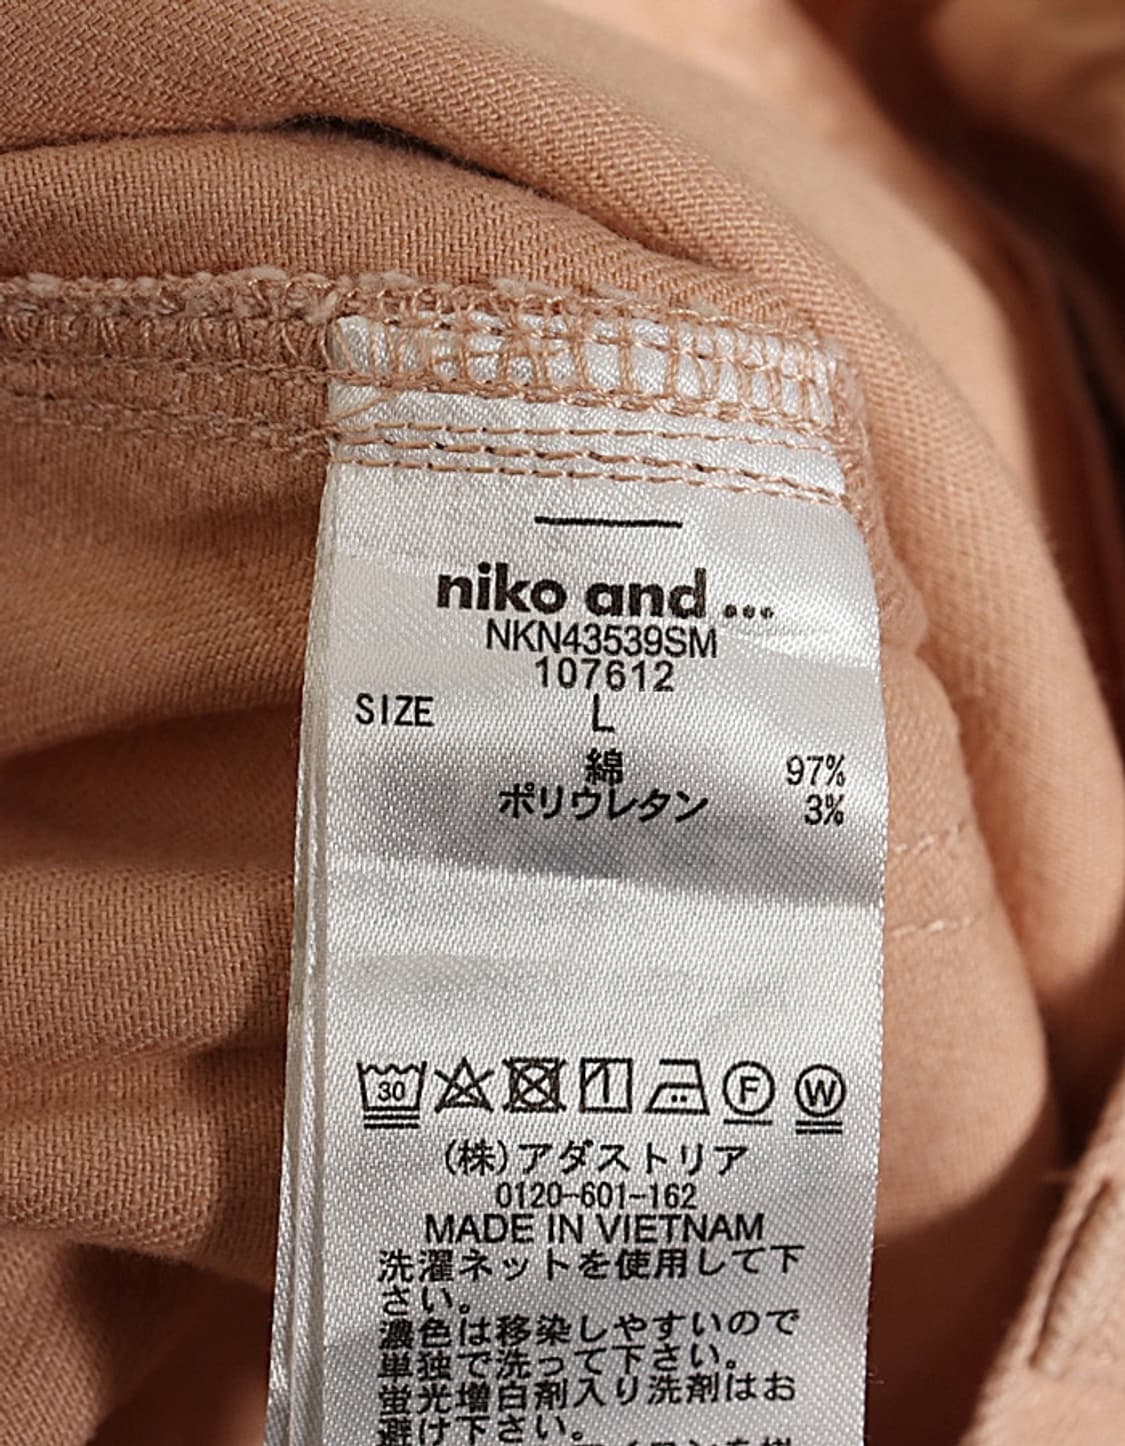 niko and ...
NKN43539SM
107612
SIZE L
綿 97%
ポリウレタン 3%
30
F W
(株)アダストリア
0120-601-162
MADE IN VIETNAM
洗濯ネットを使用して下
さい。
濃色は移染しやすいので
単独で洗って下さい。
蛍光増白剤入り洗剤はお
避け下さい。